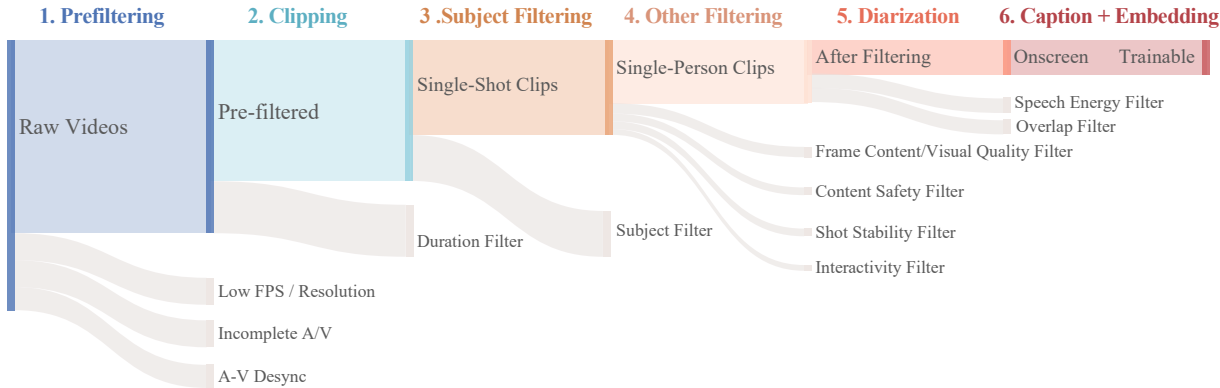 1. Prefiltering
2. Clipping
3 .Subject Filtering
4. Other Filtering
5. Diarization
6. Caption + Embedding
Raw Videos
Pre-filtered
Single-Shot Clips
Single-Person Clips
After Filtering
Onscreen
Trainable
Speech Energy Filter
Overlap Filter
Frame Content/Visual Quality Filter
Content Safety Filter
Shot Stability Filter
Interactivity Filter
Subject Filter
Duration Filter
Low FPS / Resolution
Incomplete A/V
A-V Desync